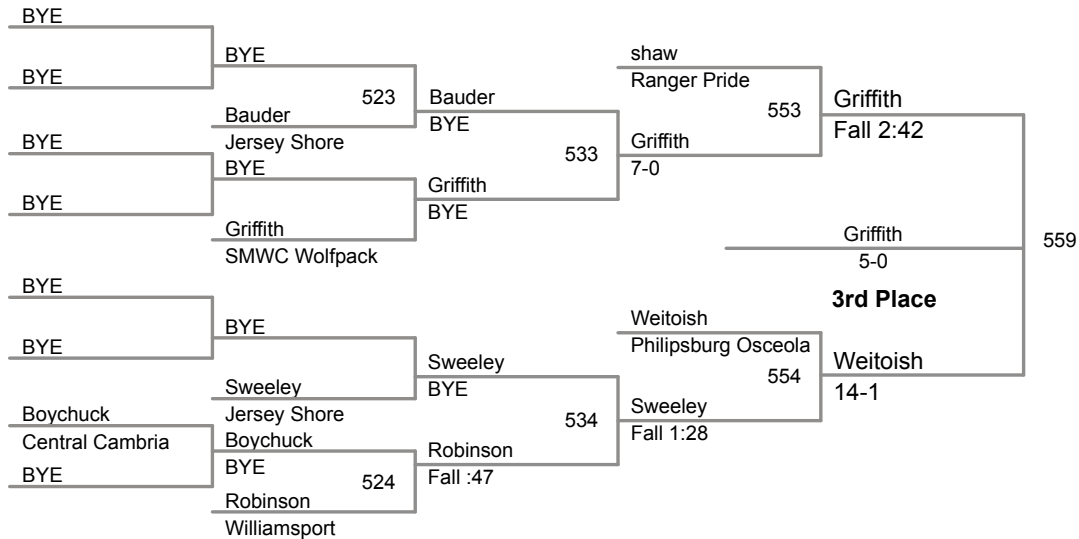 BYE
BYE
BYE
523
Bauder
Jersey Shore
Bauder
BYE
BYE
BYE
BYE
Griffith
SMWC Wolfpack
Griffith
BYE
533
shaw
Ranger Pride
Griffith
7-0
553
Griffith
Fall 2:42
Griffith
5-0
3rd Place
559
BYE
BYE
BYE
Sweeley
Jersey Shore
Sweeley
BYE
Boychuck
Central Cambria
BYE
Boychuck
BYE
524
Robinson
Williamsport
Robinson
Fall :47
534
Weitoish
Philipsburg Osceola
Sweeley
Fall 1:28
554
Weitoish
14-1